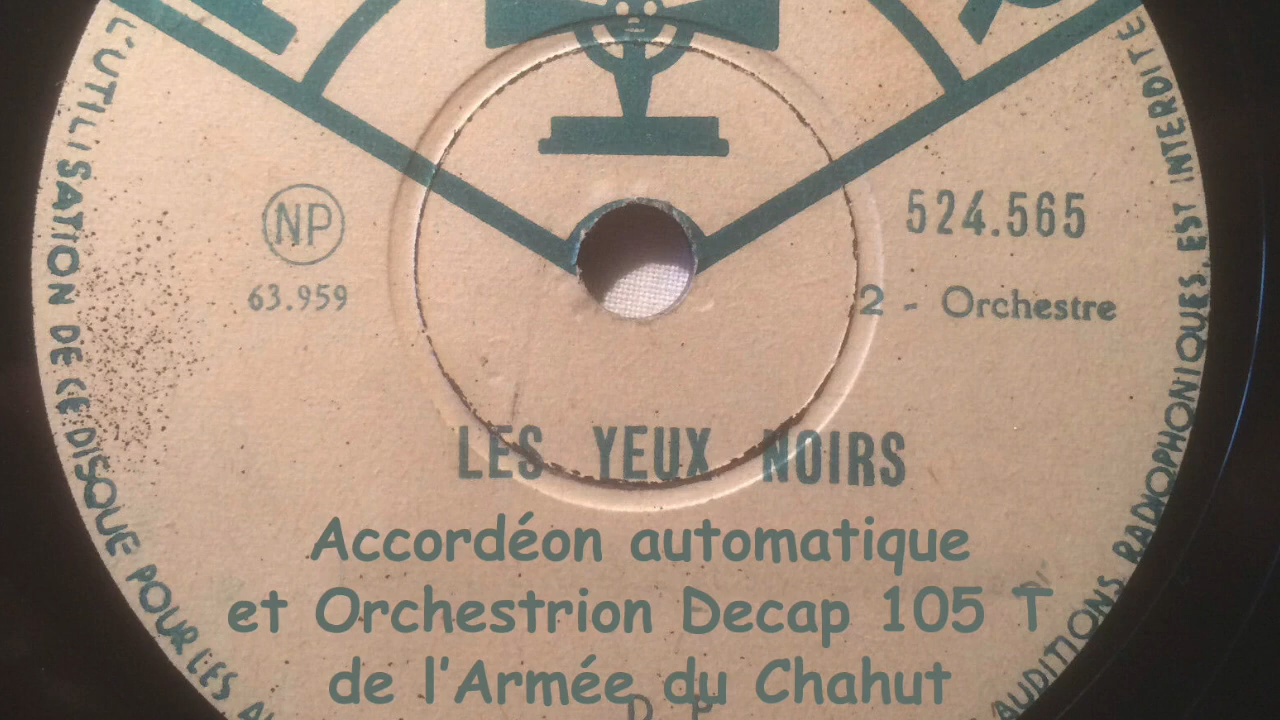 L'UTILISATION DE CE DISQUE POUR LES
AUDITIONS RADIOPHONIQUES, EST INTERDITE
NP
524.565
63.959
2 - Orchestre
LES YEUX NOIRS
Accordéon automatique
et Orchestrion Decap 105 T
de l'Armée du Chahut